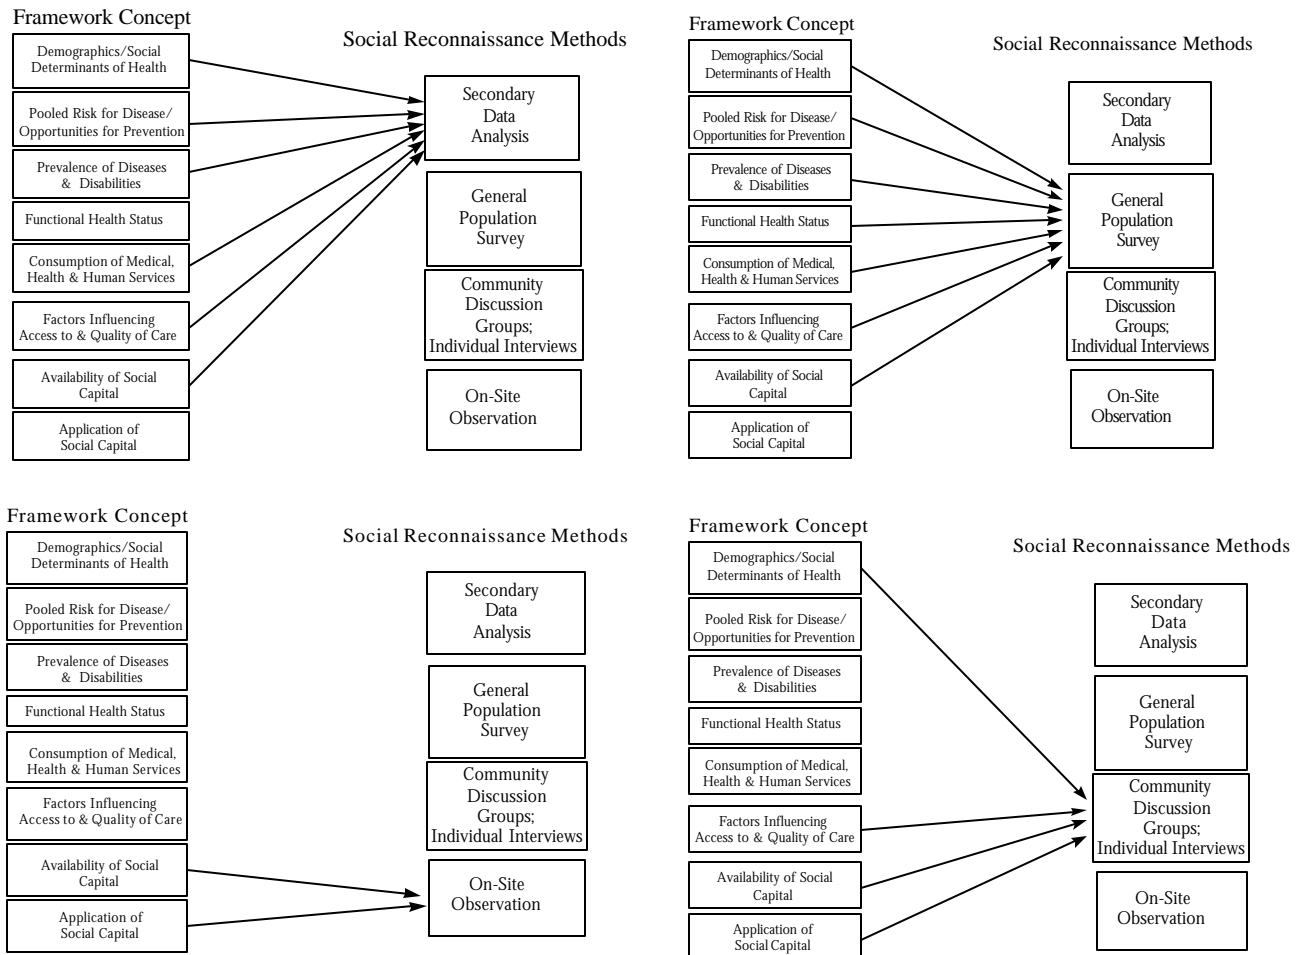 Framework Concept
Social Reconnaissance Methods
Demographics/Social
Determinants of Health
Pooled Risk for Disease/
Opportunities for Prevention
Prevalence of Diseases
& Disabilities
Functional Health Status
Consumption of Medical,
Health & Human Services
Factors Influencing
Access to & Quality of Care
Availability of Social
Capital
Application of
Social Capital
Secondary
Data
Analysis
General
Population
Survey
Community
Discussion
Groups;
Individual Interviews
On-Site
Observation
Framework Concept
Social Reconnaissance Methods
Demographics/Social
Determinants of Health
Pooled Risk for Disease/
Opportunities for Prevention
Prevalence of Diseases
& Disabilities
Functional Health Status
Consumption of Medical,
Health & Human Services
Factors Influencing
Access to & Quality of Care
Availability of Social
Capital
Application of
Social Capital
Secondary
Data
Analysis
General
Population
Survey
Community
Discussion
Groups;
Individual Interviews
On-Site
Observation
Framework Concept
Social Reconnaissance Methods
Demographics/Social
Determinants of Health
Pooled Risk for Disease/
Opportunities for Prevention
Prevalence of Diseases
& Disabilities
Functional Health Status
Consumption of Medical,
Health & Human Services
Factors Influencing
Access to & Quality of Care
Availability of Social
Capital
Application of
Social Capital
Secondary
Data
Analysis
General
Population
Survey
Community
Discussion
Groups;
Individual Interviews
On-Site
Observation
Framework Concept
Social Reconnaissance Methods
Demographics/Social
Determinants of Health
Pooled Risk for Disease/
Opportunities for Prevention
Prevalence of Diseases
& Disabilities
Functional Health Status
Consumption of Medical,
Health & Human Services
Factors Influencing
Access to & Quality of Care
Availability of Social
Capital
Application of
Social Capital
Secondary
Data
Analysis
General
Population
Survey
Community
Discussion
Groups;
Individual Interviews
On-Site
Observation